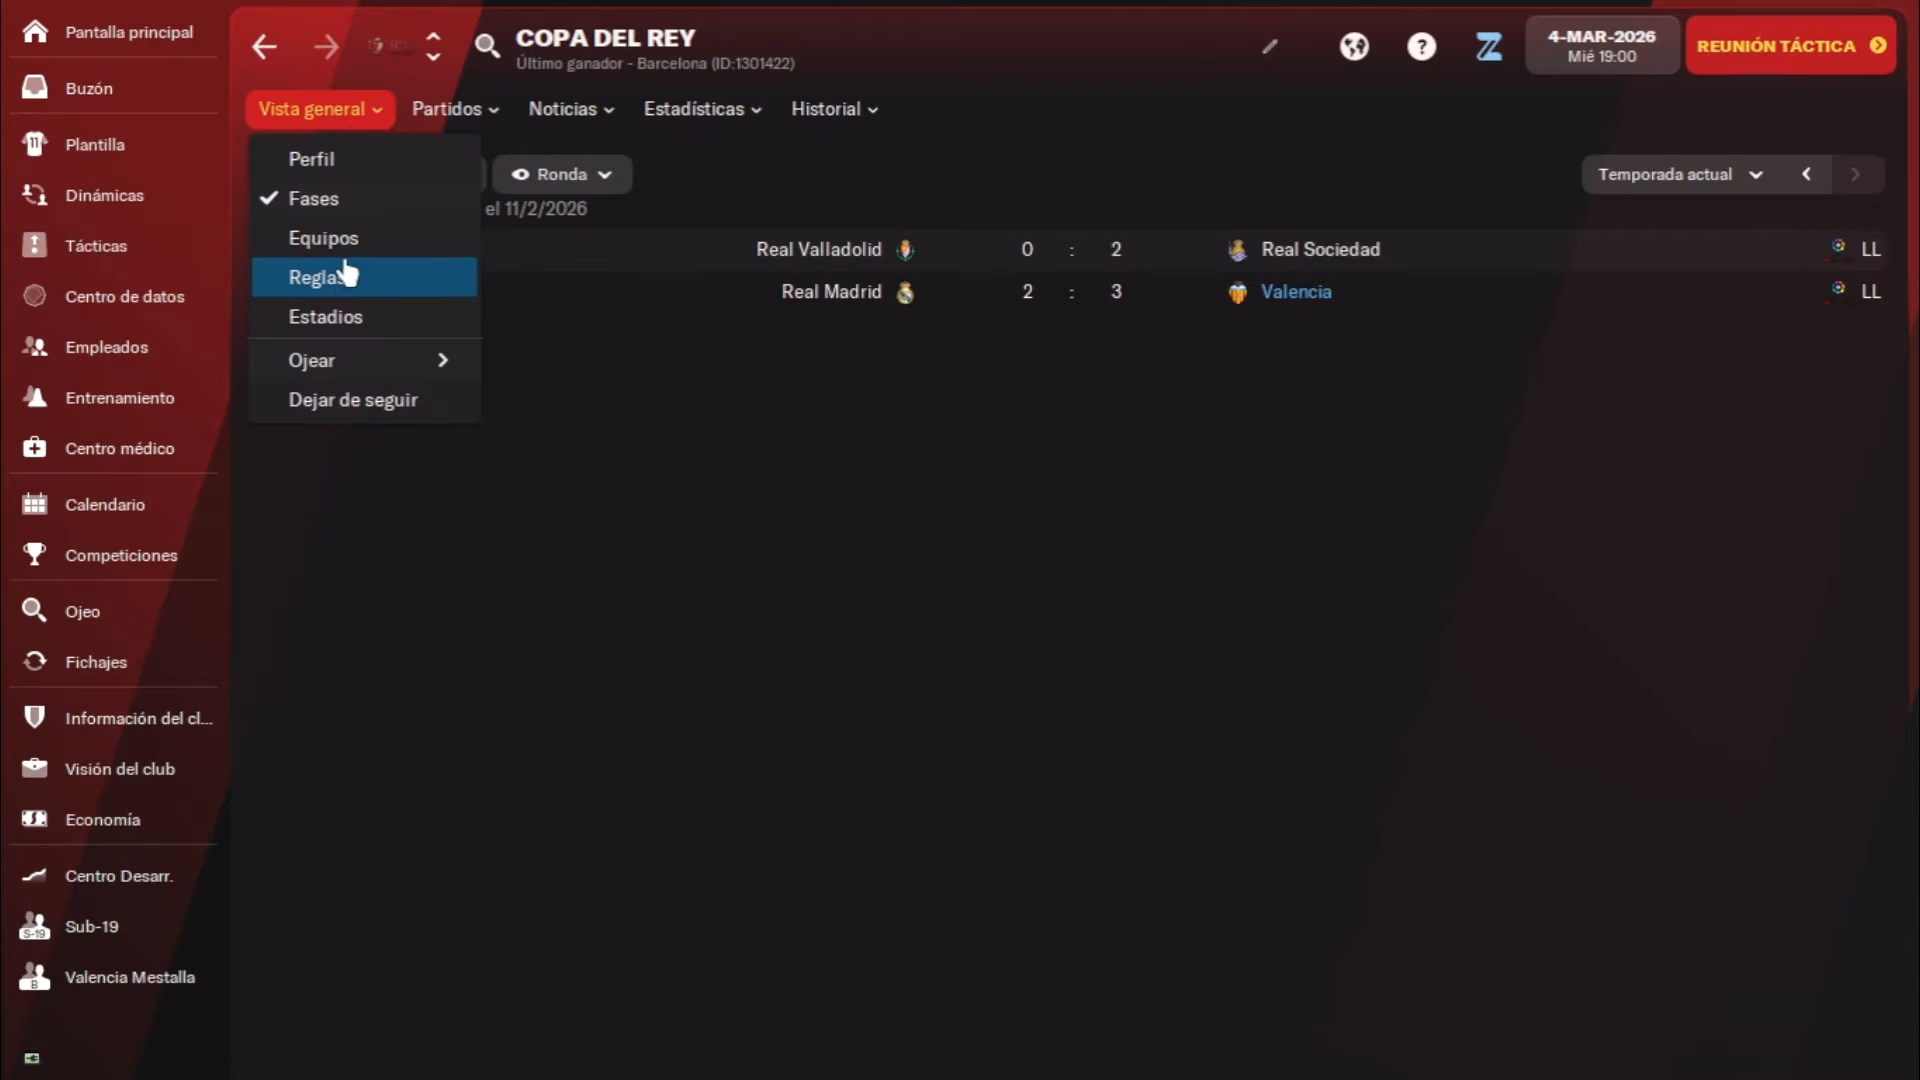 Pantalla principal
Buzón
Plantilla
Dinámicas
Tácticas
Centro de datos
Empleados
Entrenamiento
Centro médico
Calendario
Competiciones
Ojeo
Fichajes
Información del cl...
Visión del club
Economía
Centro Desarr.
S-19
Sub-19
B
Valencia Mestalla
COPA DEL REY
Último ganador - Barcelona (ID:1301422)
4-MAR-2026
Mié 19:00
REUNIÓN TÁCTICA
Vista general
Partidos
Noticias
Estadísticas
Historial
Perfil
Fases
Equipos
Reglas
Estadios
Ojear
Dejar de seguir
Ronda
Temporada actual
el 11/2/2026
Real Valladolid 0 : 2 Real Sociedad LL
Real Madrid 2 : 3 Valencia LL